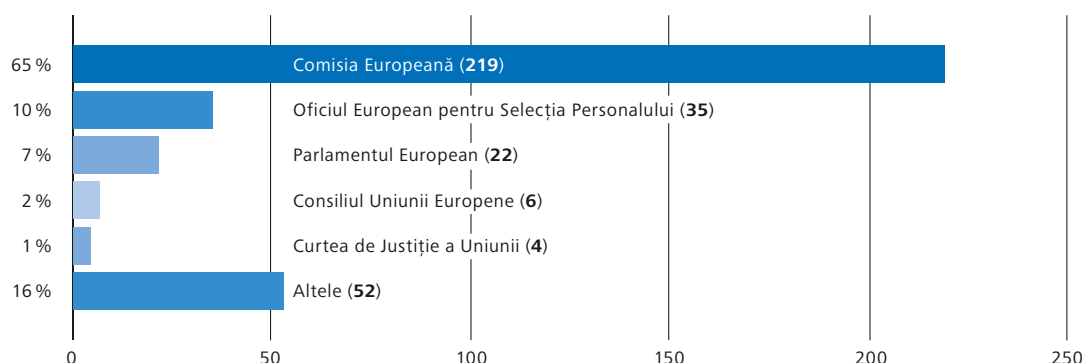 65 % Comisia Europeană (219)
10 % Oficiul European pentru Selecția Personalului (35)
7 % Parlamentul European (22)
2 % Consiliul Uniunii Europene (6)
1 % Curtea de Justiție a Uniunii (4)
16 % Altele (52)
0 50 100 150 200 250